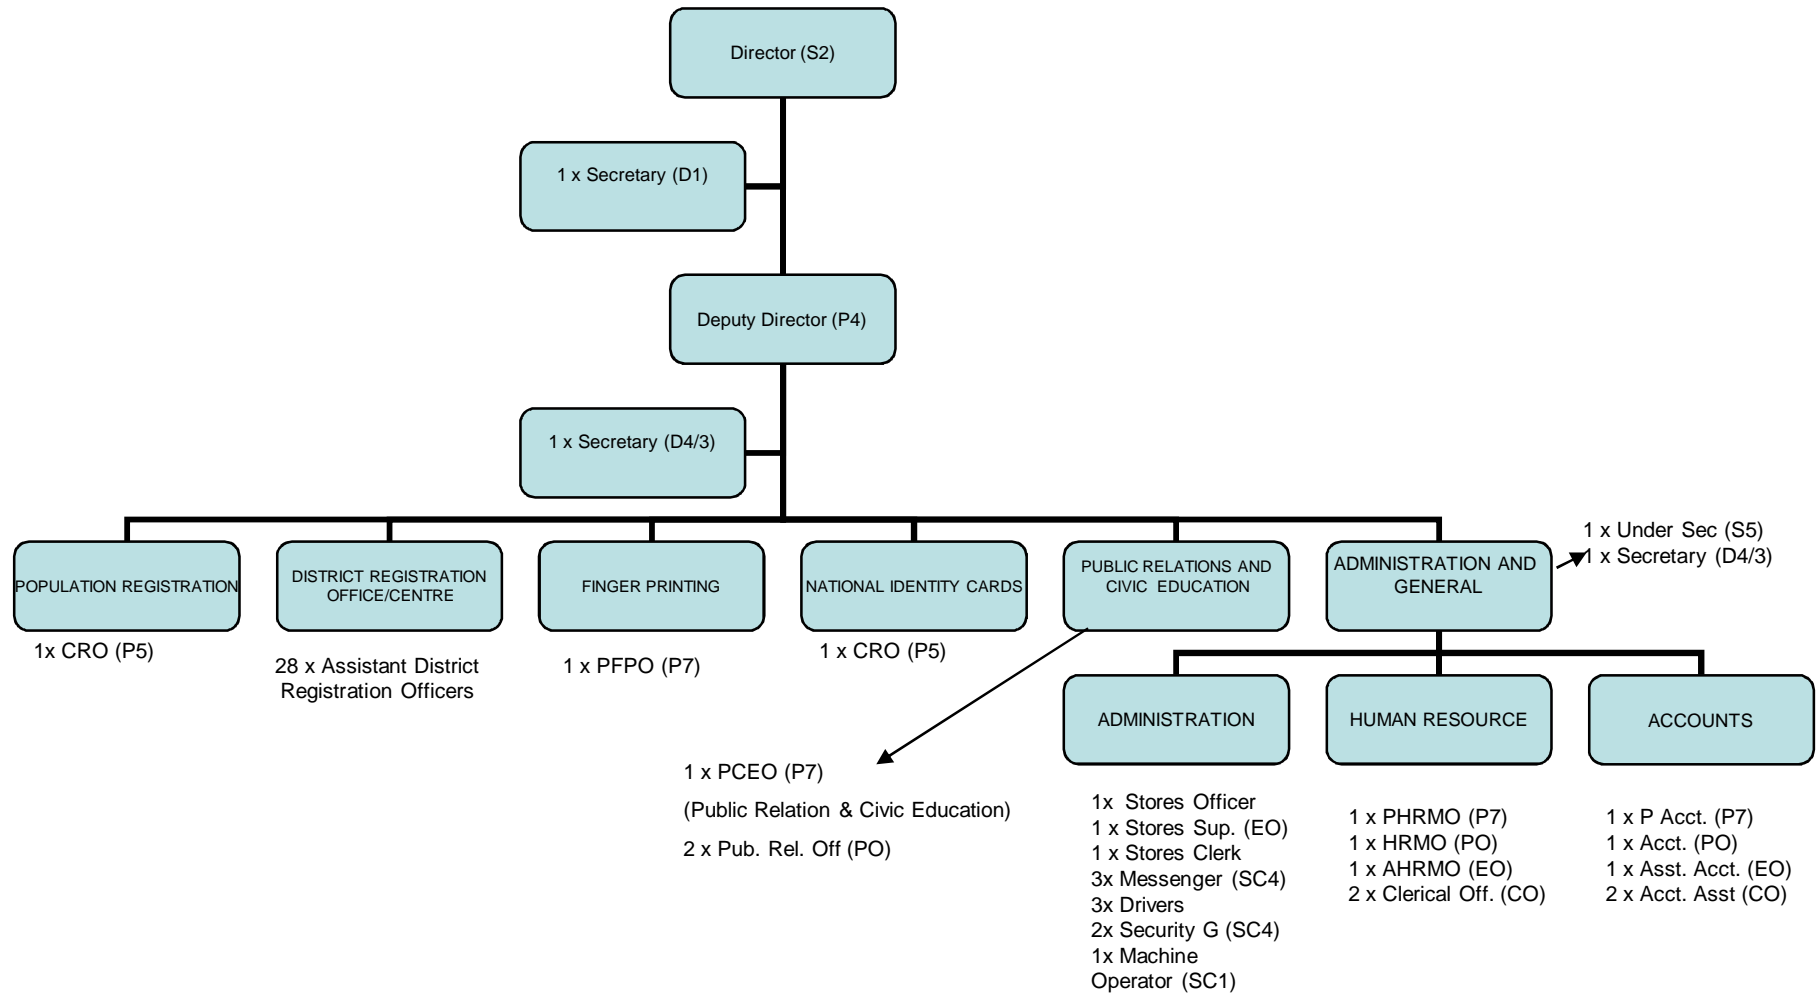 Director (S2)
1 x Secretary (D1)
Deputy Director (P4)
1 x Secretary (D4/3)
POPULATION REGISTRATION
1x CRO (P5)
DISTRICT REGISTRATION
OFFICE/CENTRE
28 x Assistant District
Registration Officers
FINGER PRINTING
1 x PFPO (P7)
NATIONAL IDENTITY CARDS
1 x CRO (P5)
PUBLIC RELATIONS AND
CIVIC EDUCATION
1 x PCEO (P7)
(Public Relation & Civic Education)
2 x Pub. Rel. Off (PO)
ADMINISTRATION AND
GENERAL
1 x Under Sec (S5)
1 x Secretary (D4/3)
ADMINISTRATION
1x Stores Officer
1 x Stores Sup. (EO)
1 x Stores Clerk
3x Messenger (SC4)
3x Drivers
2x Security G (SC4)
1x Machine
Operator (SC1)
HUMAN RESOURCE
1 x PHRMO (P7)
1 x HRMO (PO)
1 x AHRMO (EO)
2 x Clerical Off. (CO)
ACCOUNTS
1 x P Acct. (P7)
1 x Acct. (PO)
1 x Asst. Acct. (EO)
2 x Acct. Asst (CO)